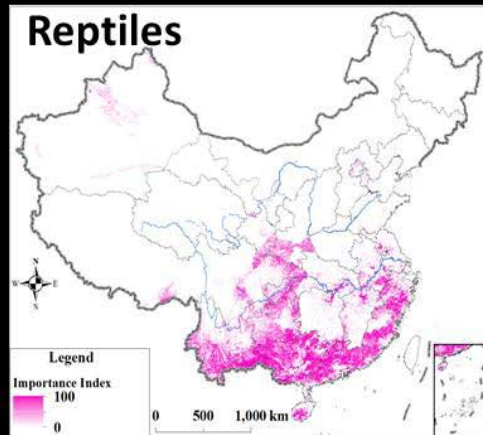 Reptiles
N
W E
S
Legend
Importance Index
100
0
0 500 1,000 km